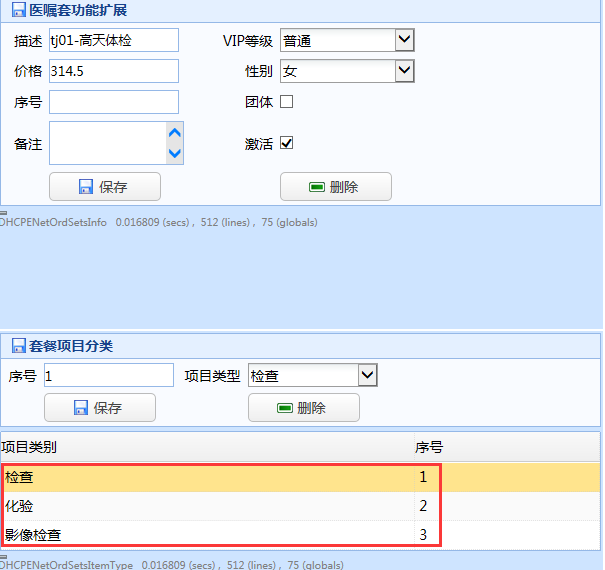 医嘱套功能扩展
描述 tj01-高天体检 VIP等级 普通
价格 314.5 性别 女
序号 团体
备注 激活
保存 删除
DHCPENetOrdSetsInfo 0.016809 (secs) , 512 (lines) , 75 (globals)
套餐项目分类
序号 1 项目类型 检查
保存 删除
项目类别 序号
检查 1
化验 2
影像检查 3
DHCPENetOrdSetsItemType 0.016809 (secs) , 512 (lines) , 75 (globals)